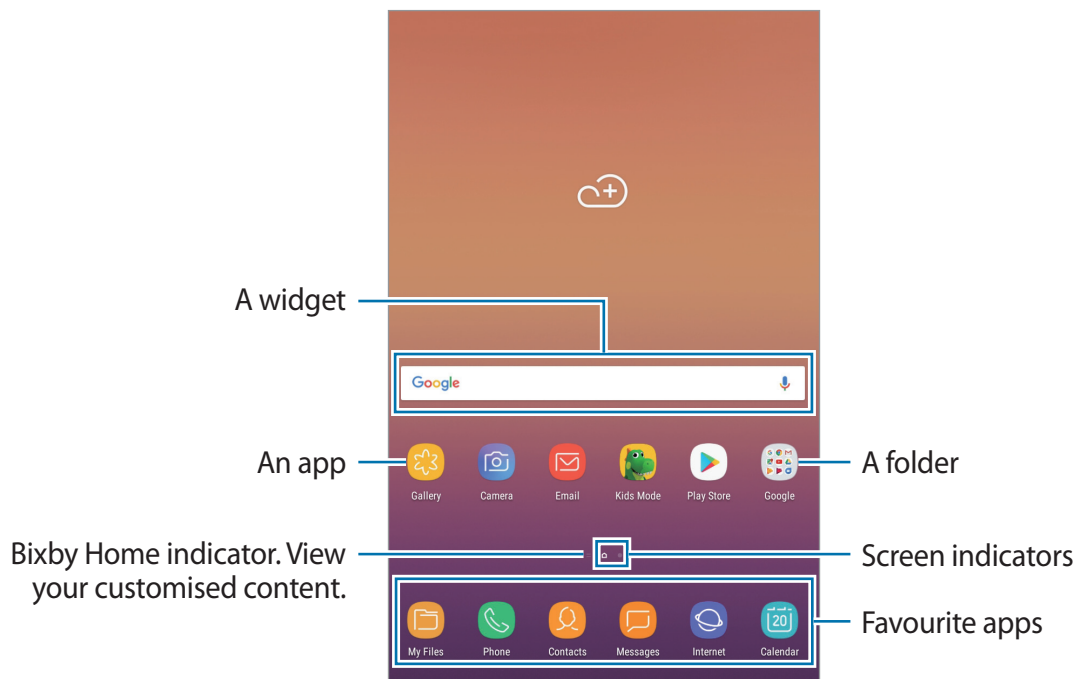 A widget
Google
An app
A folder
Gallery
Camera
Email
Kids Mode
Play Store
Google
Bixby Home indicator. View
your customised content.
Screen indicators
20
Favourite apps
My Files
Phone
Contacts
Messages
Internet
Calendar